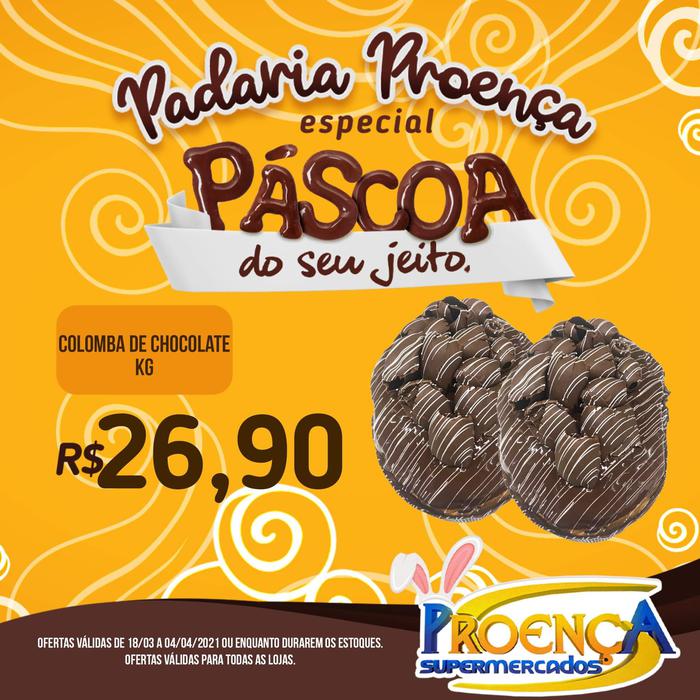 Padaria Proença
especial
PÁSCOA
do seu jeito.
COLOMBA DE CHOCOLATE
KG
R$26,90
PROENÇA
SUPERMERCADOS
OFERTAS VÁLIDAS DE 18/03 A 04/04/2021 OU ENQUANTO DURAREM OS ESTOQUES.
OFERTAS VÁLIDAS PARA TODAS AS LOJAS.